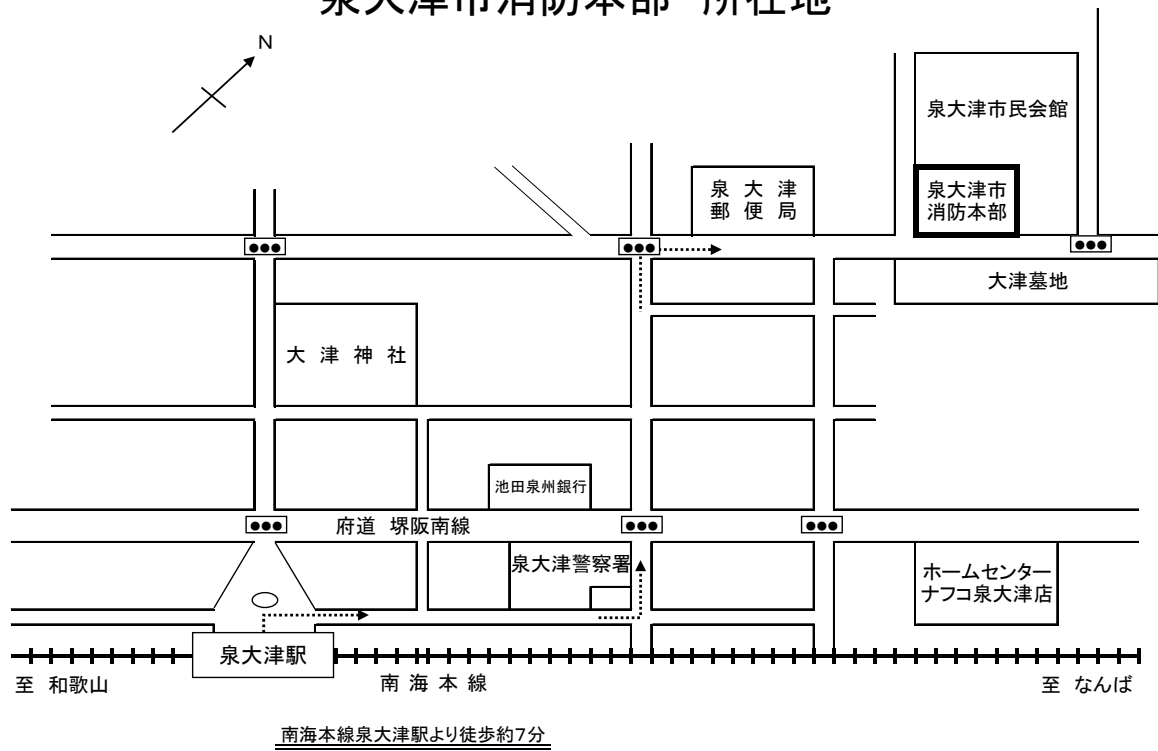 泉大津市消防本部 所在地
N
泉大津市民会館
泉大津
郵便局
泉大津市
消防本部
大津墓地
大津神社
池田泉州銀行
府道 堺阪南線
泉大津警察署
ホームセンター
ナフコ泉大津店
泉大津駅
至 和歌山
南海本線
至 なんば
南海本線泉大津駅より徒歩約7分